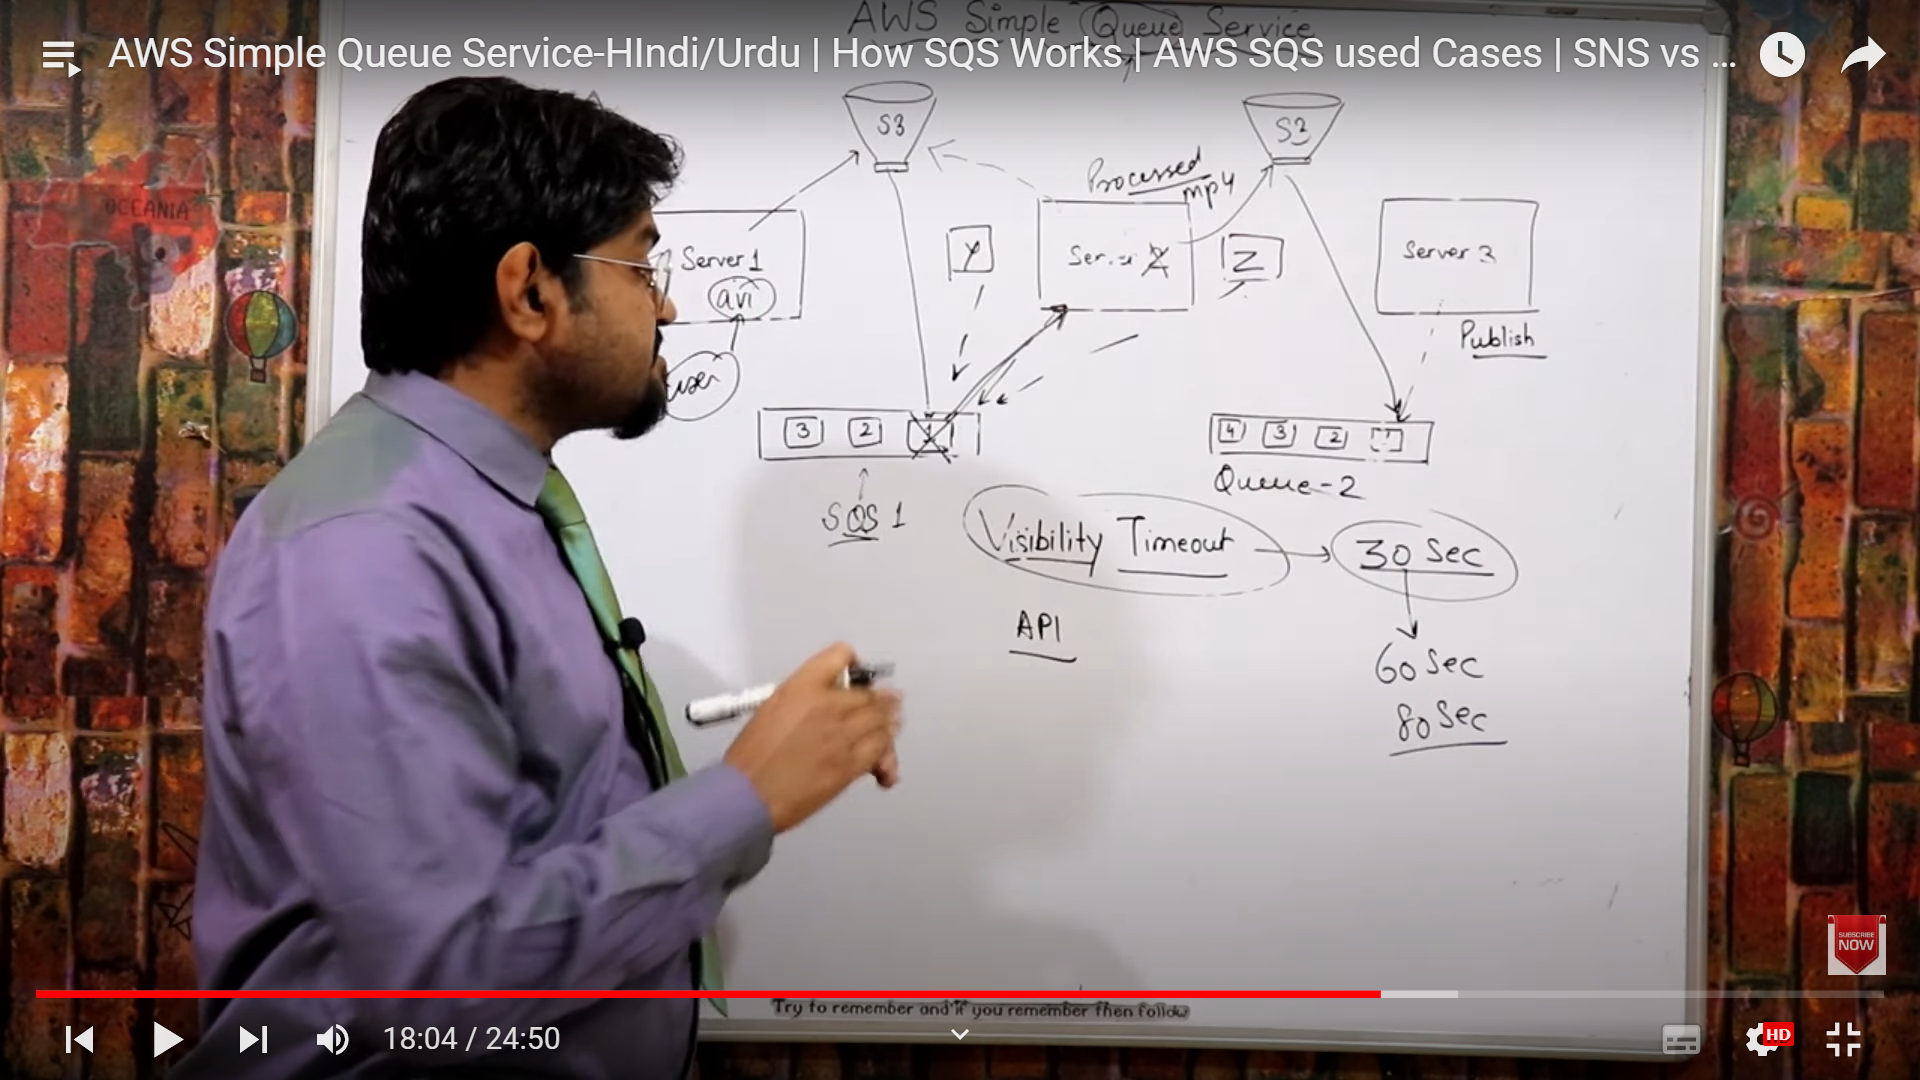 AWS Simple Queue Service
AWS Simple Queue Service-HIndi/Urdu | How SQS Works | AWS SQS used Cases | SNS vs ...
S3
S3
Processed
mp4
OCEANIA
Server 1
avi
Y
Server 2
Z
Server 3
Publish
user
3 2 1
4 3 2 1
SQS 1
Queue-2
Visibility Timeout
30 Sec
API
60 Sec
80 Sec
SUBSCRIBE
NOW
Try to remember and if you remember then follow
18:04 / 24:50
HD